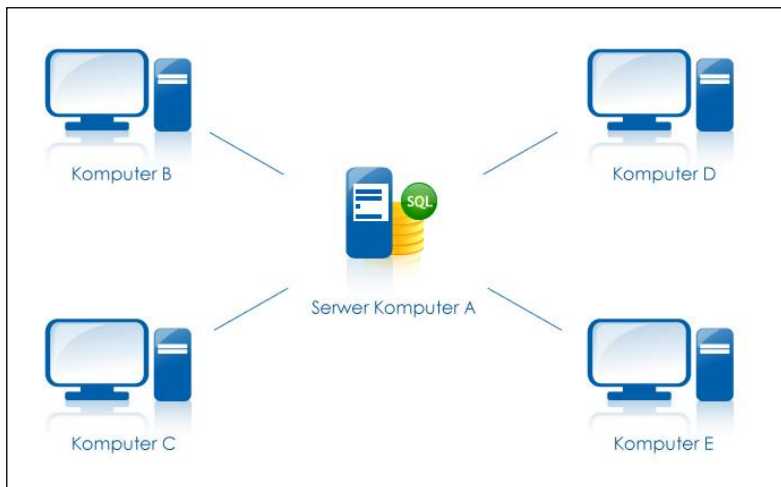 Komputer B
Komputer D
SQL
Serwer Komputer A
Komputer C
Komputer E